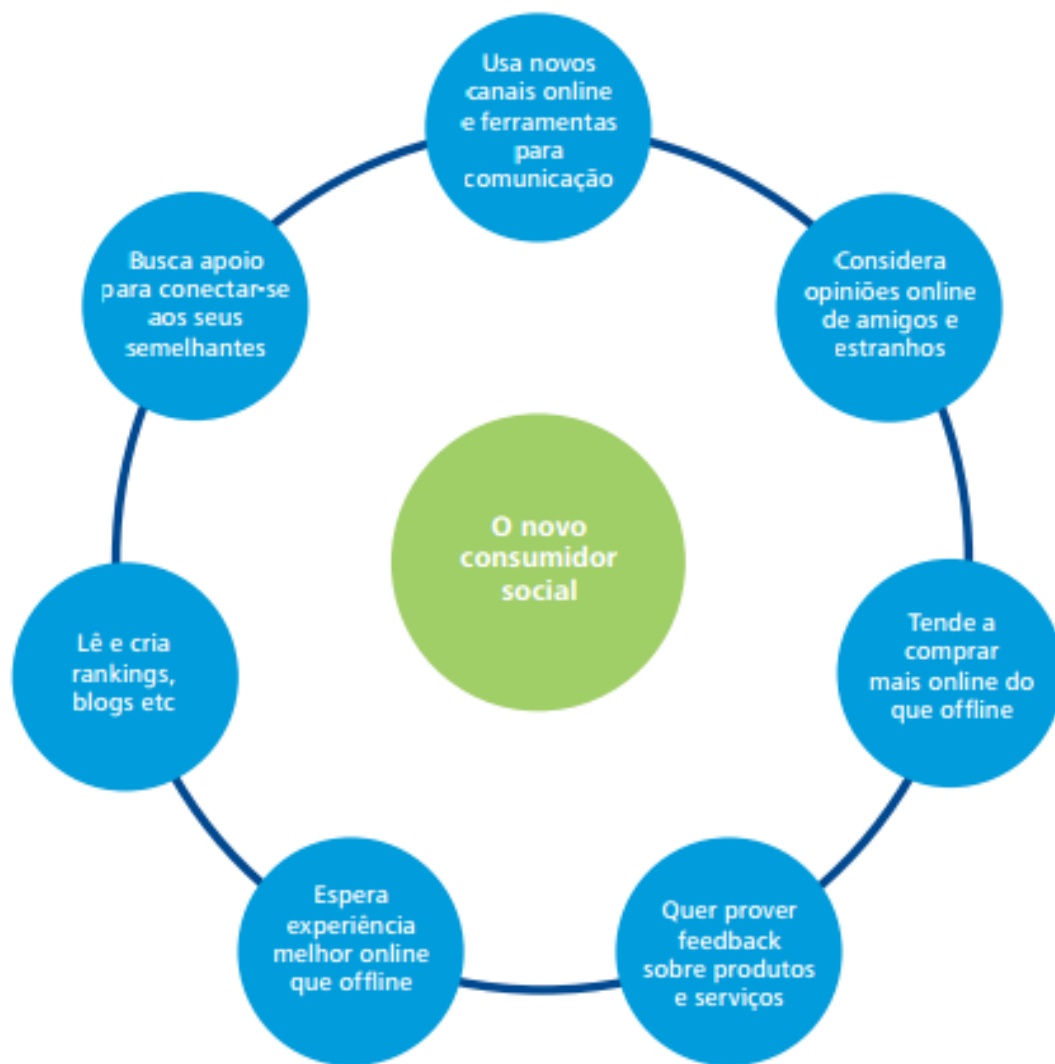 Usa novos
canais online
e ferramentas
para
comunicação
Considera
opiniões online
de amigos e
estranhos
Tende a
comprar
mais online do
que offline
Quer prover
feedback
sobre produtos
e serviços
Espera
experiência
melhor online
que offline
Lê e cria
rankings,
blogs etc
Busca apoio
para conectar-se
aos seus
semelhantes
O novo
consumidor
social